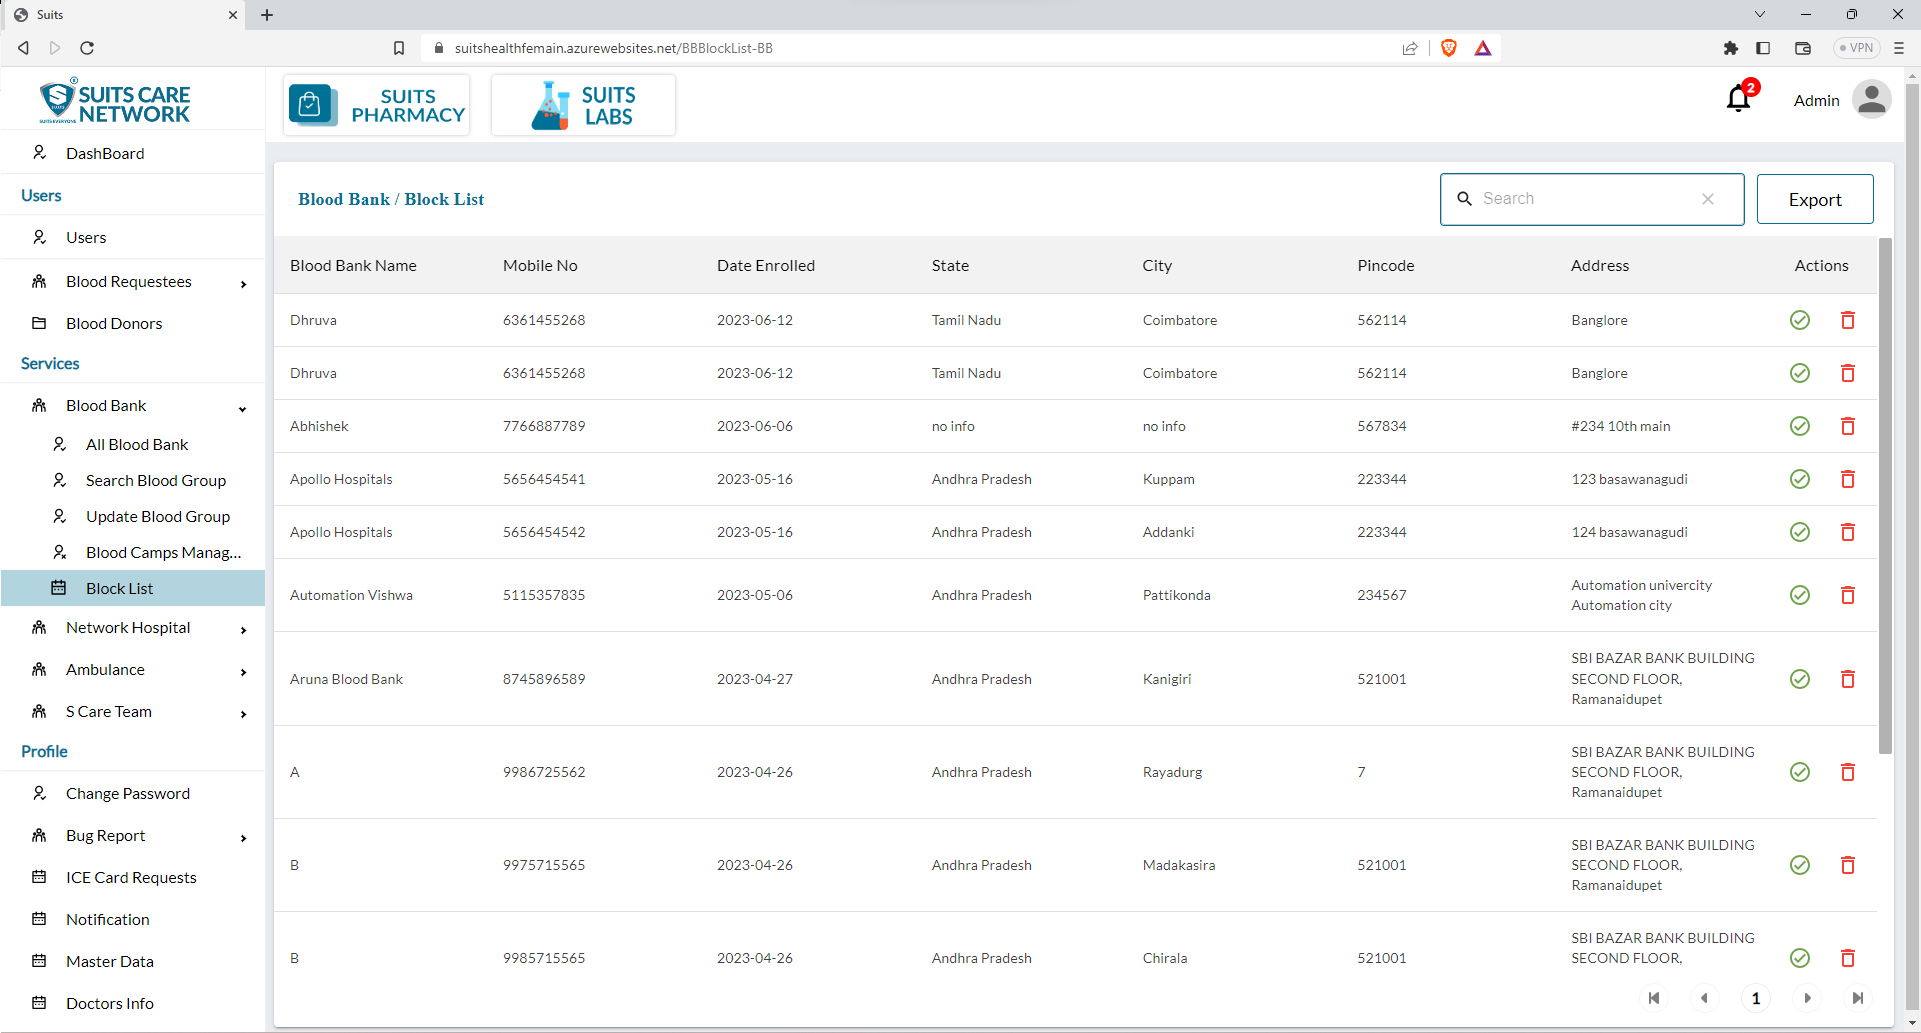 Suits
suitshealthfemain.azurewebsites.net/BBBlockList-BB
VPN
SUITS CARE
NETWORK
SUITS
PHARMACY
SUITS
LABS
2
Admin
DashBoard
Users
Users
Blood Requestees
Blood Donors
Services
Blood Bank
All Blood Bank
Search Blood Group
Update Blood Group
Blood Camps Manag...
Block List
Network Hospital
Ambulance
S Care Team
Profile
Change Password
Bug Report
ICE Card Requests
Notification
Master Data
Doctors Info
Blood Bank / Block List
Search
Export
Blood Bank Name Mobile No Date Enrolled State City Pincode Address Actions
Dhruva 6361455268 2023-06-12 Tamil Nadu Coimbatore 562114 Banglore
Dhruva 6361455268 2023-06-12 Tamil Nadu Coimbatore 562114 Banglore
Abhishek 7766887789 2023-06-06 no info no info 567834 #234 10th main
Apollo Hospitals 5656454541 2023-05-16 Andhra Pradesh Kuppam 223344 123 basawanagudi
Apollo Hospitals 5656454542 2023-05-16 Andhra Pradesh Addanki 223344 124 basawanagudi
Automation Vishwa 5115357835 2023-05-06 Andhra Pradesh Pattikonda 234567 Automation univercity
Automation city
Aruna Blood Bank 8745896589 2023-04-27 Andhra Pradesh Kanigiri 521001 SBI BAZAR BANK BUILDING
SECOND FLOOR,
Ramanaidupet
A 9986725562 2023-04-26 Andhra Pradesh Rayadurg 7 SBI BAZAR BANK BUILDING
SECOND FLOOR,
Ramanaidupet
B 9975715565 2023-04-26 Andhra Pradesh Madakasira 521001 SBI BAZAR BANK BUILDING
SECOND FLOOR,
Ramanaidupet
B 9985715565 2023-04-26 Andhra Pradesh Chirala 521001 SBI BAZAR BANK BUILDING
SECOND FLOOR,
1